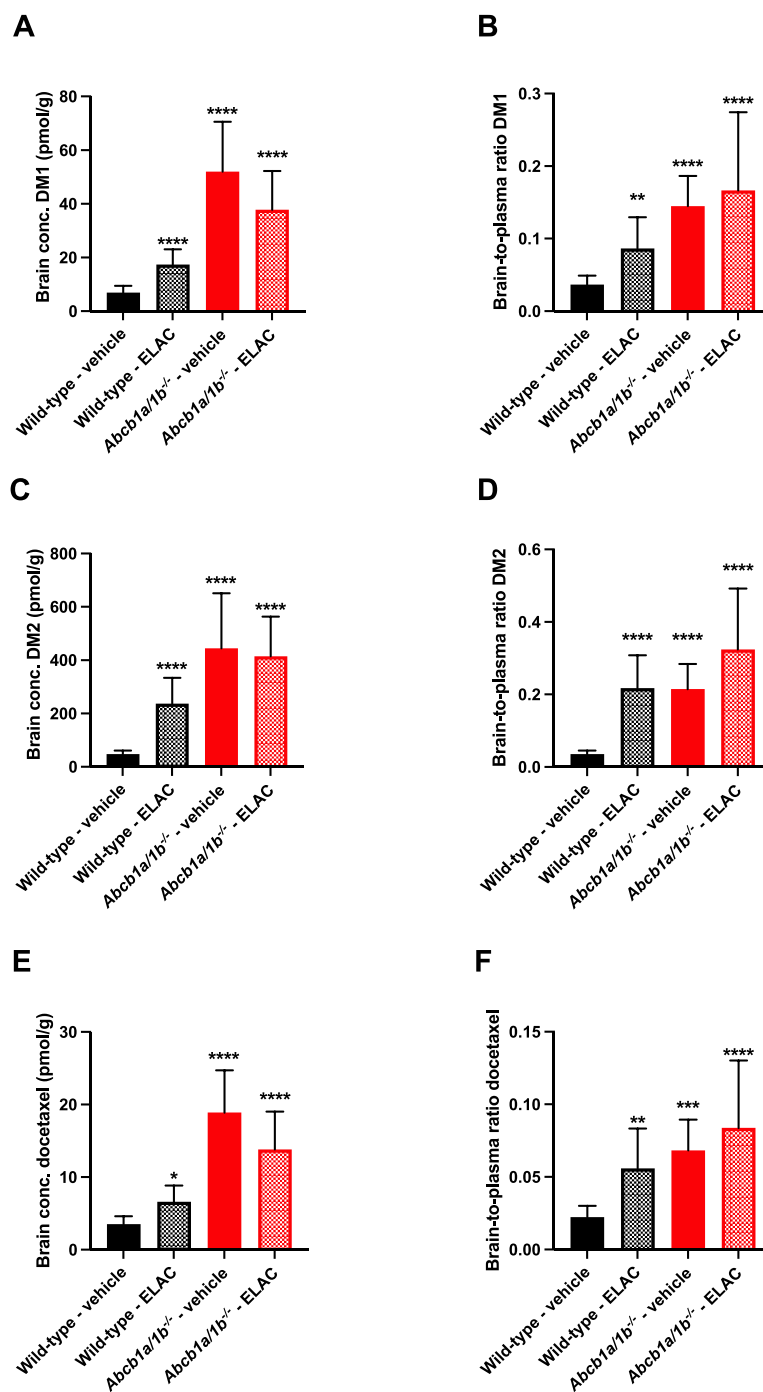 A
Brain conc. DM1 (pmol/g)
80
60
40
20
0
****
****
****
Wild-type - vehicle
Wild-type - ELAC
Abcb1a/1b-/- - vehicle
Abcb1a/1b-/- - ELAC
B
Brain-to-plasma ratio DM1
0.3
0.2
0.1
0.0
**
****
****
Wild-type - vehicle
Wild-type - ELAC
Abcb1a/1b-/- - vehicle
Abcb1a/1b-/- - ELAC
C
Brain conc. DM2 (pmol/g)
800
600
400
200
0
****
****
****
Wild-type - vehicle
Wild-type - ELAC
Abcb1a/1b-/- - vehicle
Abcb1a/1b-/- - ELAC
D
Brain-to-plasma ratio DM2
0.6
0.4
0.2
0.0
****
****
****
Wild-type - vehicle
Wild-type - ELAC
Abcb1a/1b-/- - vehicle
Abcb1a/1b-/- - ELAC
E
Brain conc. docetaxel (pmol/g)
30
20
10
0
*
****
****
Wild-type - vehicle
Wild-type - ELAC
Abcb1a/1b-/- - vehicle
Abcb1a/1b-/- - ELAC
F
Brain-to-plasma ratio docetaxel
0.15
0.10
0.05
0.00
**
***
****
Wild-type - vehicle
Wild-type - ELAC
Abcb1a/1b-/- - vehicle
Abcb1a/1b-/- - ELAC